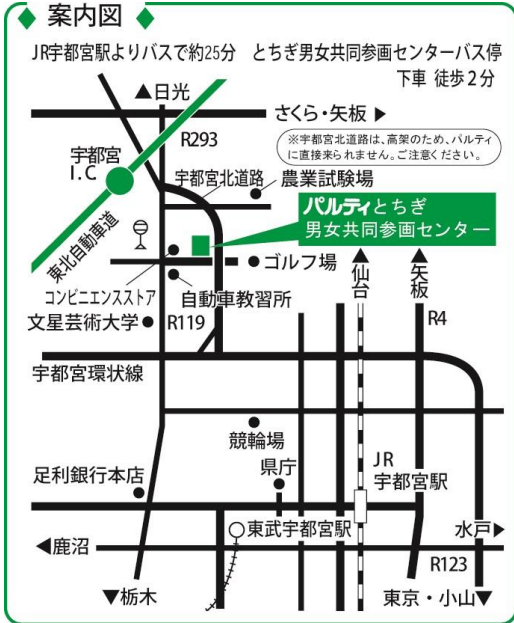 案内図
JR宇都宮駅よりバスで約25分 とちぎ男女共同参画センターバス停
下車 徒歩2分
▲日光
さくら・矢板▶
R293
※宇都宮北道路は、高架のため、パルティ
に直接来られません。ご注意ください。
宇都宮
I.C
宇都宮北道路
農業試験場
東北自動車道
パルティとちぎ
男女共同参画センター
ゴルフ場
▲仙台
▲矢板
コンビニエンスストア
自動車教習所
文星芸術大学
R119
R4
宇都宮環状線
競輪場
県庁
JR
宇都宮駅
足利銀行本店
東武宇都宮駅
水戸▶
◀鹿沼
R123
▼栃木
東京・小山▼